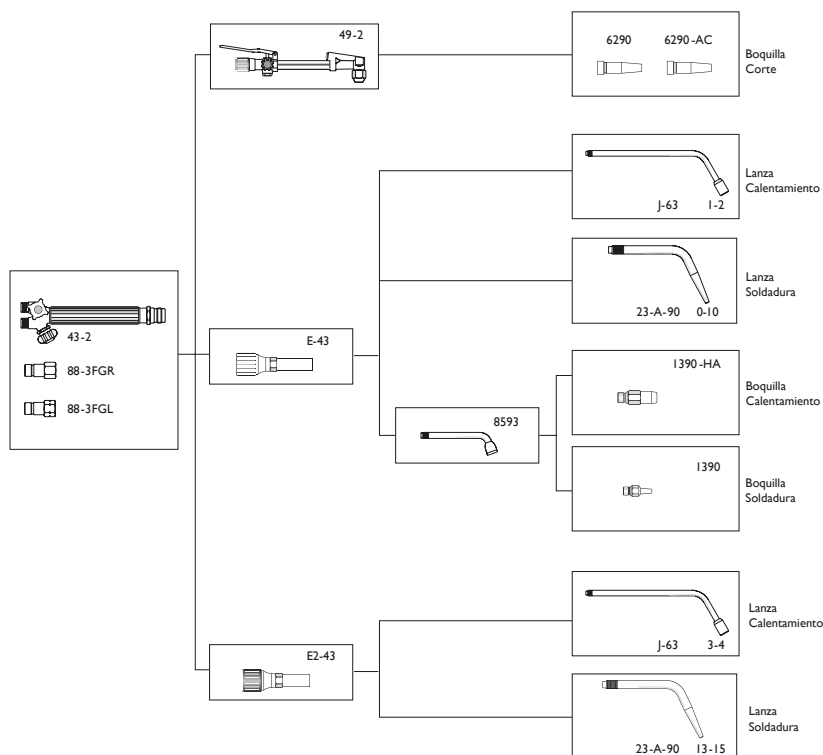 49-2
6290 6290-AC
Boquilla
Corte
Lanza
Calentamiento
J-63 1-2
Lanza
Soldadura
23-A-90 0-10
43-2
88-3FGR
88-3FGL
E-43
1390-HA
Boquilla
Calentamiento
8593
1390
Boquilla
Soldadura
Lanza
Calentamiento
J-63 3-4
E2-43
Lanza
Soldadura
23-A-90 13-15